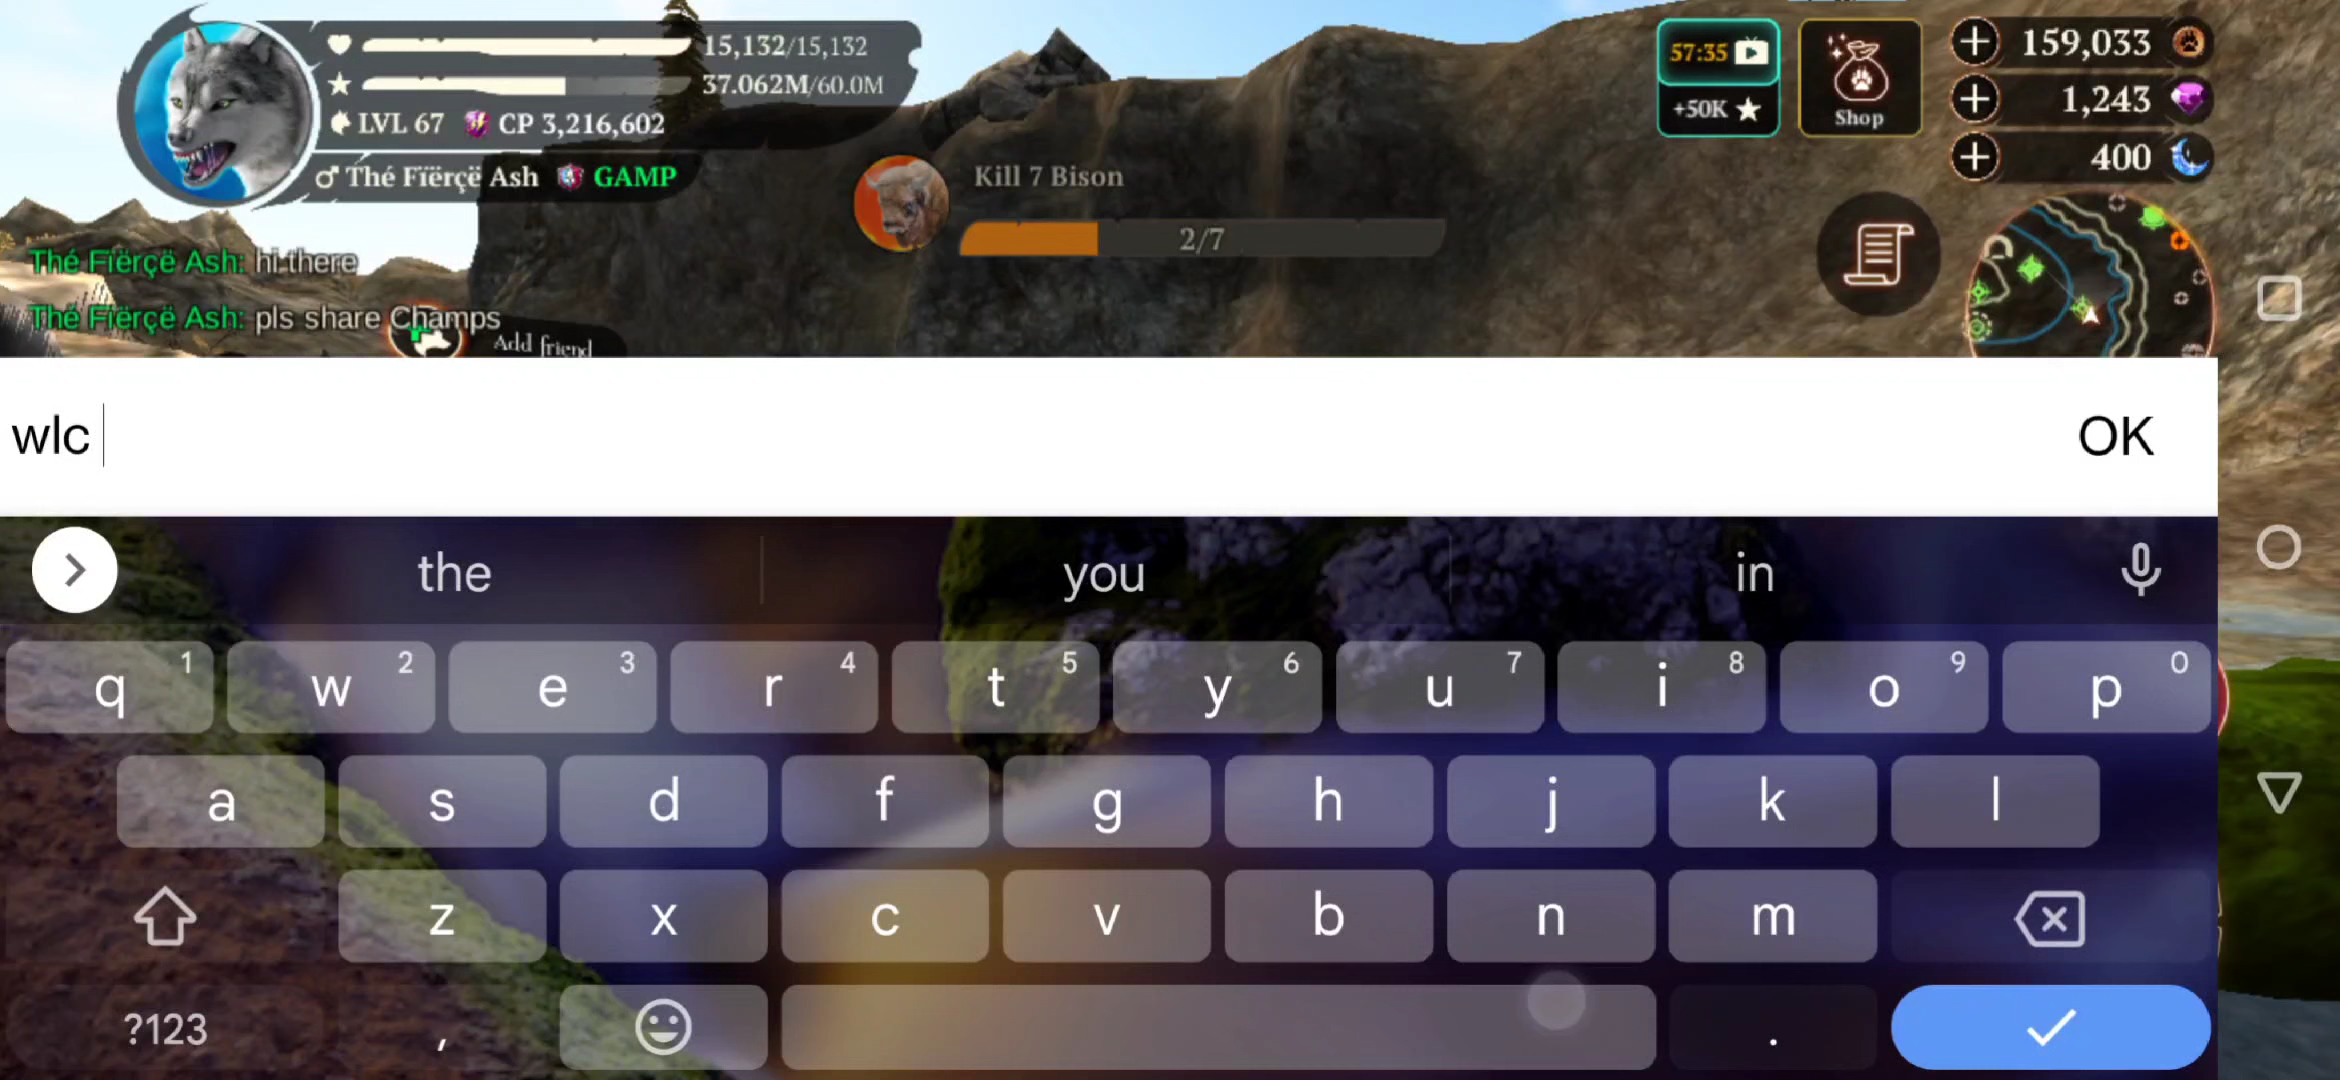 15,132/15,132
37.062M/60.0M
LVL 67 CP 3,216,602
Thé Fïërçë Ash GAMP
57:35
+50K
Shop
159,033
1,243
400
Kill 7 Bison
2/7
Thé Fïërçë Ash: hi there
Thé Fïërçë Ash: pls share Champs
Add friend
wlc
OK
the you in
q 1 w 2 e 3 r 4 t 5 y 6 u 7 i 8 o 9 p 0
a s d f g h j k l
z x c v b n m
?123 , .